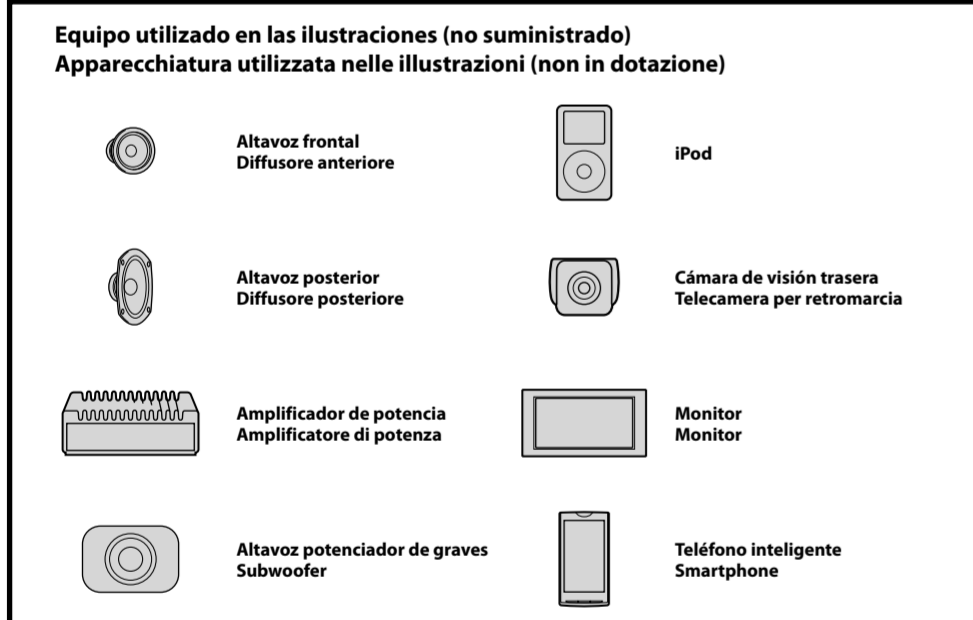 Equipo utilizado en las ilustraciones (no suministrado)
Apparecchiatura utilizzata nelle illustrazioni (non in dotazione)
Altavoz frontal
Diffusore anteriore
iPod
Altavoz posterior
Diffusore posteriore
Cámara de visión trasera
Telecamera per retromarcia
Amplificador de potencia
Amplificatore di potenza
Monitor
Monitor
Altavoz potenciador de graves
Subwoofer
Teléfono inteligente
Smartphone